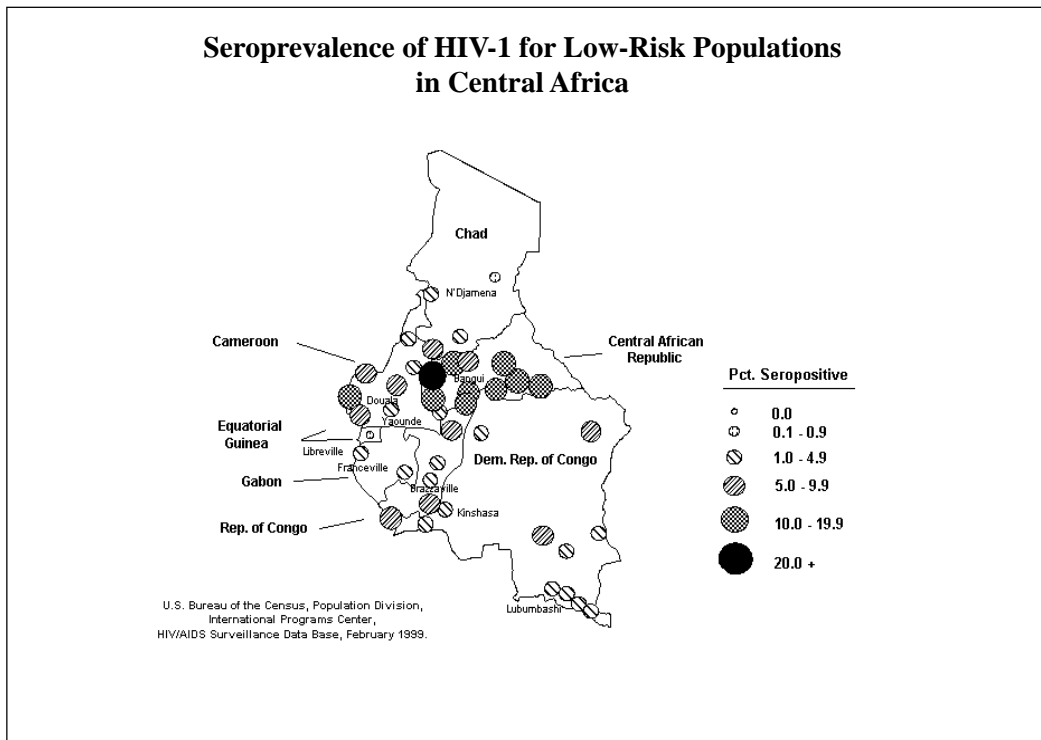 Seroprevalence of HIV-1 for Low-Risk Populations
in Central Africa
Chad
N'Djamena
Cameroon
Central African
Republic
Bangui
Douala
Yaounde
Equatorial
Guinea
Libreville
Franceville
Gabon
Dem. Rep. of Congo
Brazzaville
Kinshasa
Rep. of Congo
Lubumbashi
Pct. Seropositive
0.0
0.1 - 0.9
1.0 - 4.9
5.0 - 9.9
10.0 - 19.9
20.0 +
U.S. Bureau of the Census, Population Division,
International Programs Center,
HIV/AIDS Surveillance Data Base, February 1999.